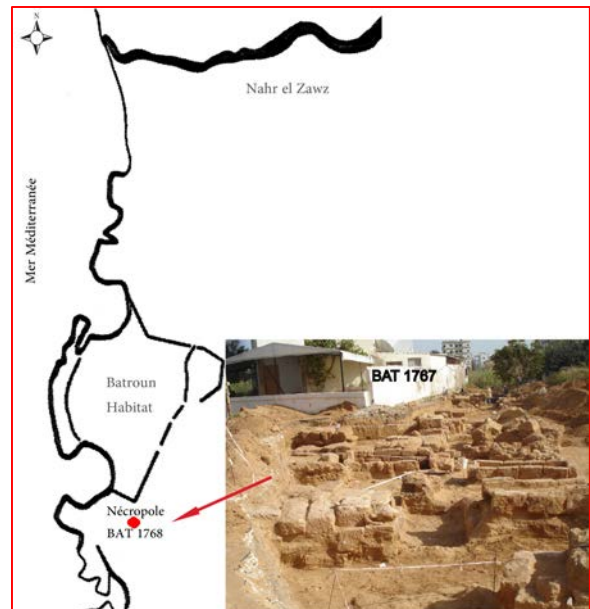 N
Nahr el Zawz
Mer Méditerranée
Batroun
Habitat
BAT 1767
Nécropole
BAT 1768